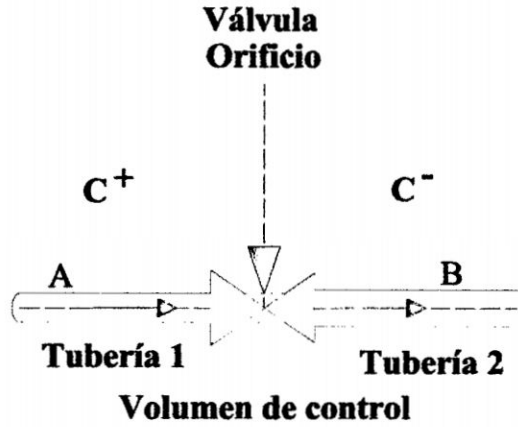 Válvula
Orificio
C+
C-
A
B
Tubería 1
Tubería 2
Volumen de control